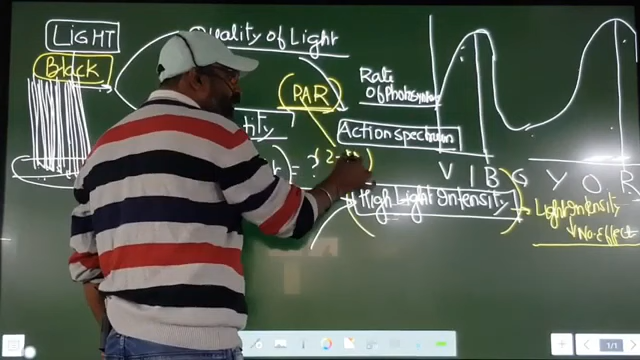 LIGHT
Quality of Light
Black
PAR
Rate
Of Photosynt
Action spectrum
V I B G Y O R
High Light Intensity
Light Intensity
No. Effect
1/1